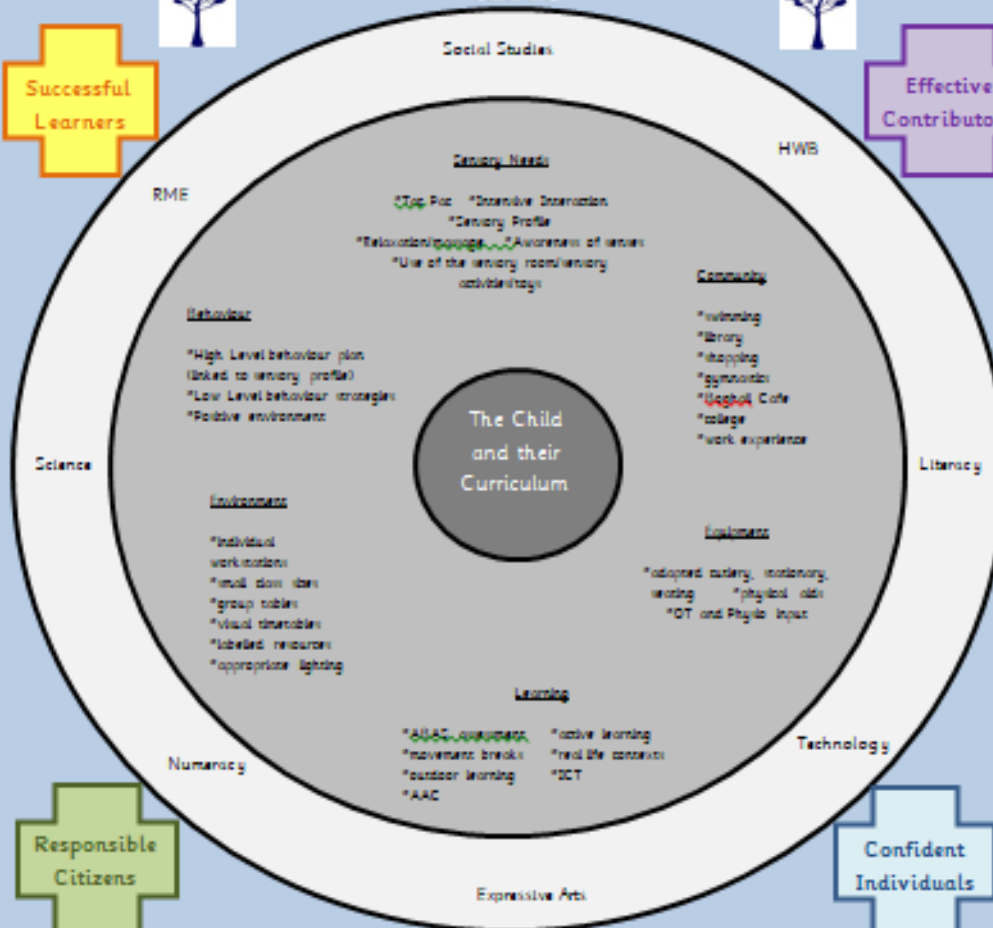 Social Studies
Successful
Learners
Effective
HWB
RME
Sensory Needs
*Tac Pac *Intensive Interaction
*Sensory Profile
*Relaxation/massage *Awareness of senses
*Use of the sensory room/sensory
activities/toys
Community
*swimming
*library
*shopping
*gymnastics
Cafe
*college
*work experience
Behaviour
*High Level behaviour plan
(linked to sensory profile)
*Low Level behaviour strategies
*Positive environment
The Child
and their
Curriculum
Science
Literacy
Environment
*individual
workstations
*small class sizes
*group tables
*visual timetables
*labelled resources
*appropriate lighting
Equipment
*adapted cutlery, stationary,
seating *physical aids
*OT and Physio input
Learning
assessment *active learning
*movement breaks *real life contexts
*outdoor learning *ICT
*AAC
Technology
Numeracy
Responsible
Citizens
Confident
Individuals
Expressive Arts